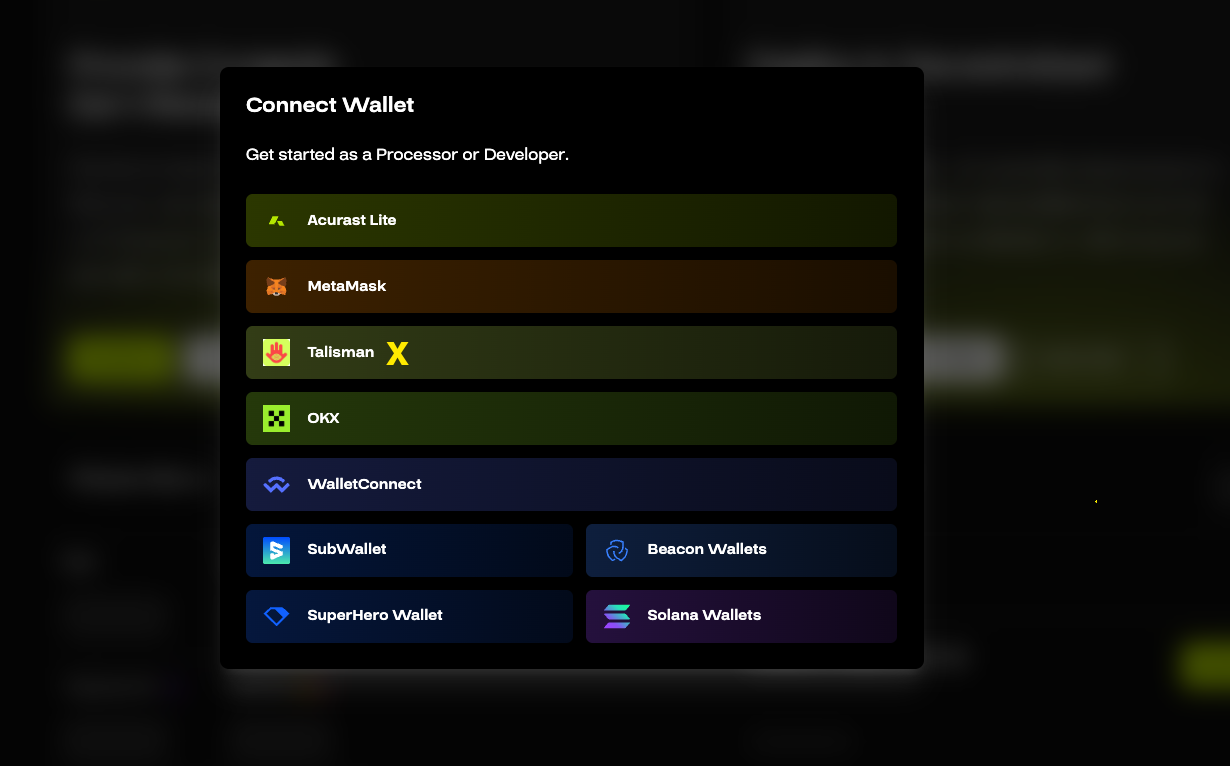 Connect Wallet
Get started as a Processor or Developer.
Acurast Lite
MetaMask
Talisman X
OKX
WalletConnect
SubWallet
Beacon Wallets
SuperHero Wallet
Solana Wallets